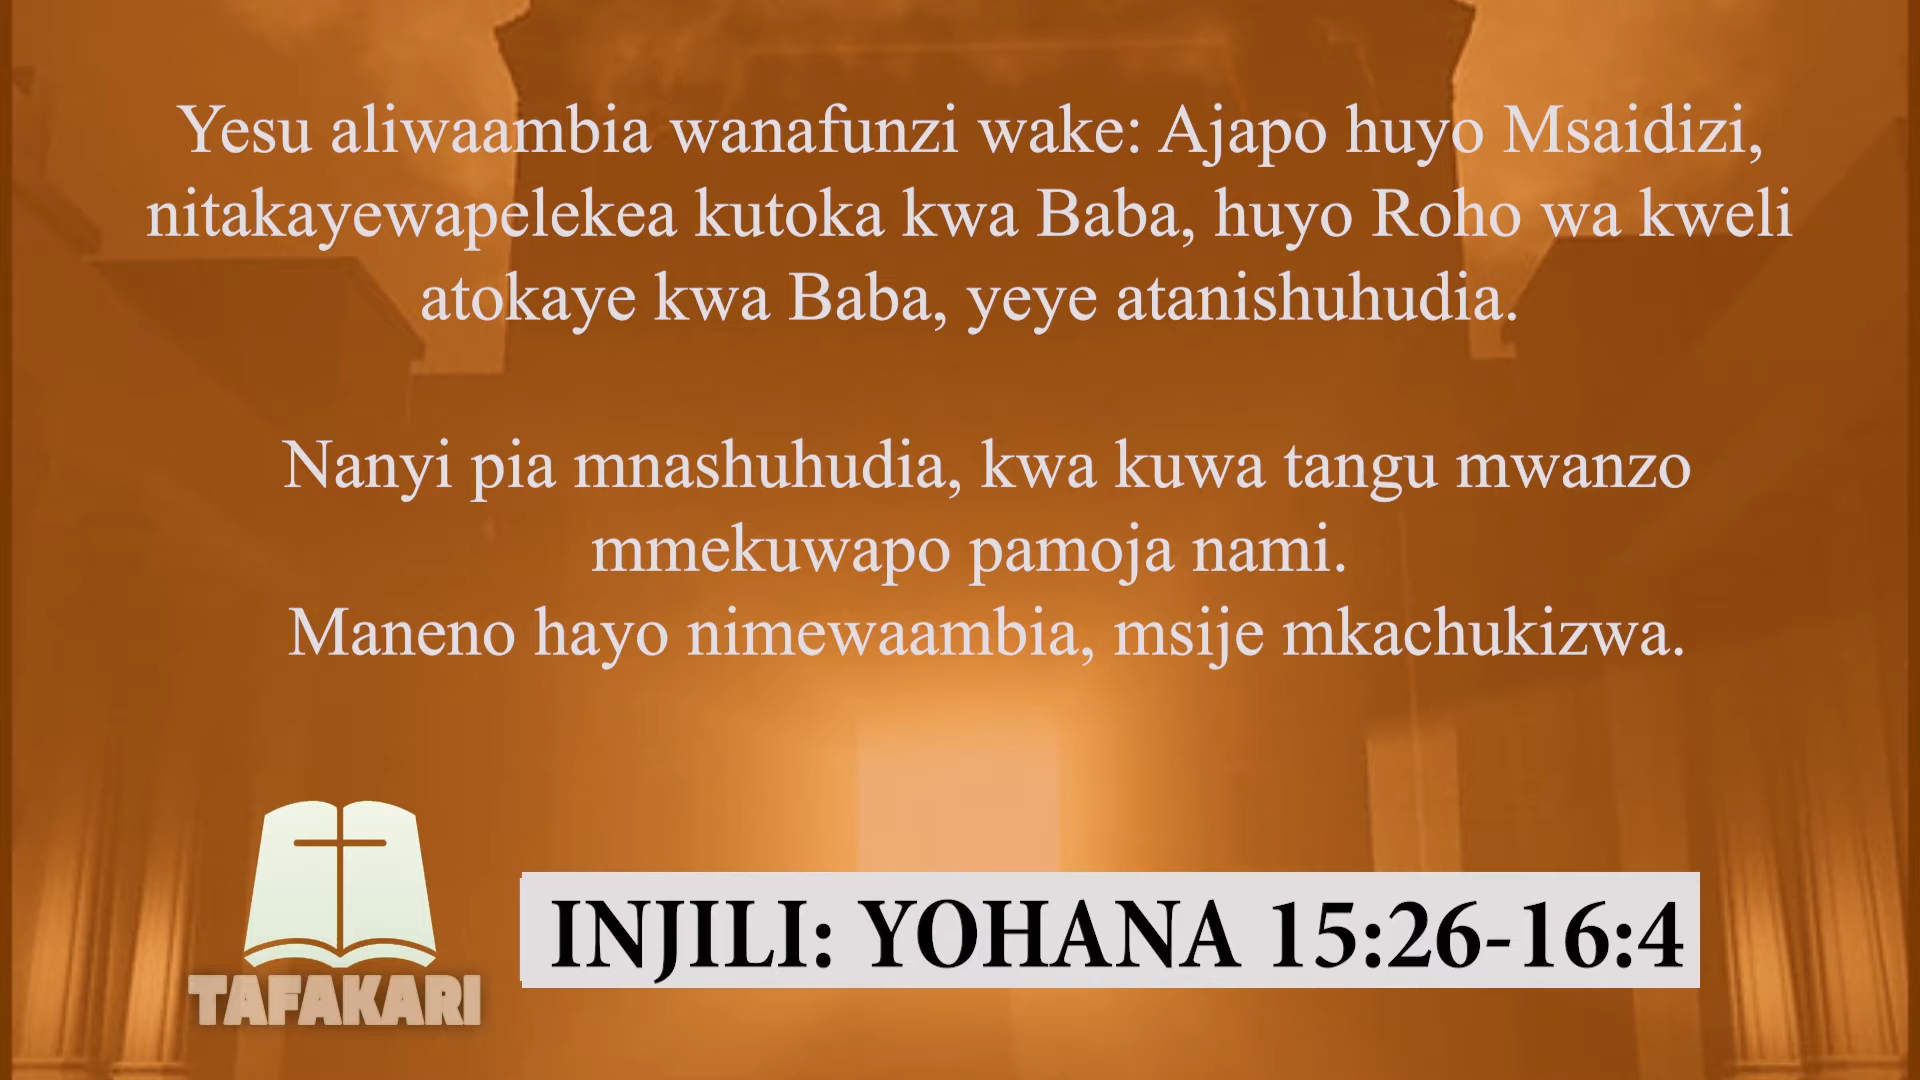 Yesu aliwaambia wanafunzi wake: Ajapo huyo Msaidizi,
nitakayewapelekea kutoka kwa Baba, huyo Roho wa kweli
atokaye kwa Baba, yeye atanishuhudia.
Nanyi pia mnashuhudia, kwa kuwa tangu mwanzo
mmekuwapo pamoja nami.
Maneno hayo nimewaambia, msije mkachukizwa.
INJILI: YOHANA 15:26-16:4
TAFAKARI